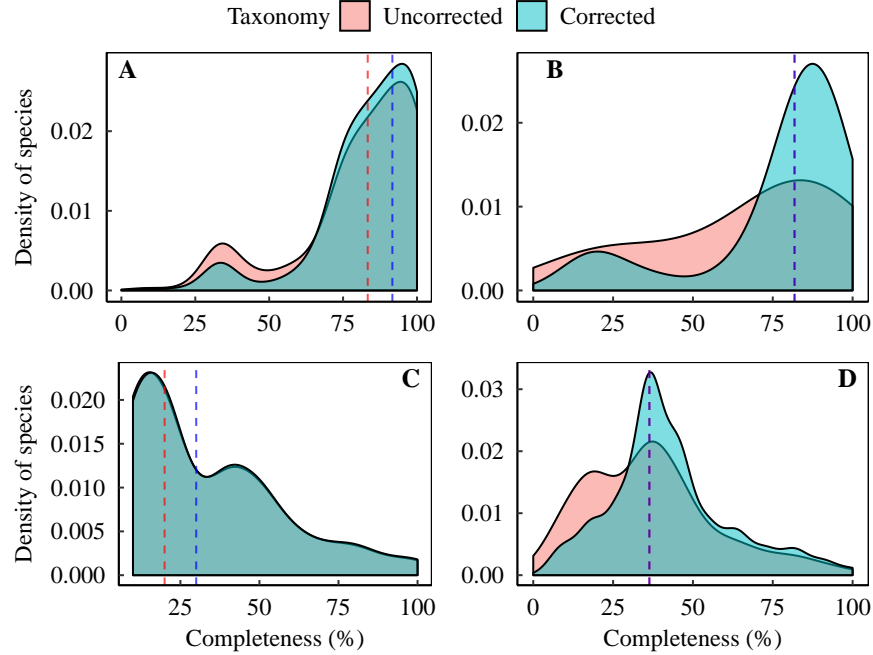 Taxonomy Uncorrected Corrected
A B
Density of species
0.02
0.01
0.00
0 25 50 75 100
0.02
0.01
0.00
0 25 50 75 100
C D
Density of species
0.020
0.015
0.010
0.005
0.000
25 50 75 100
Completeness (%)
0.03
0.02
0.01
0.00
0 25 50 75 100
Completeness (%)